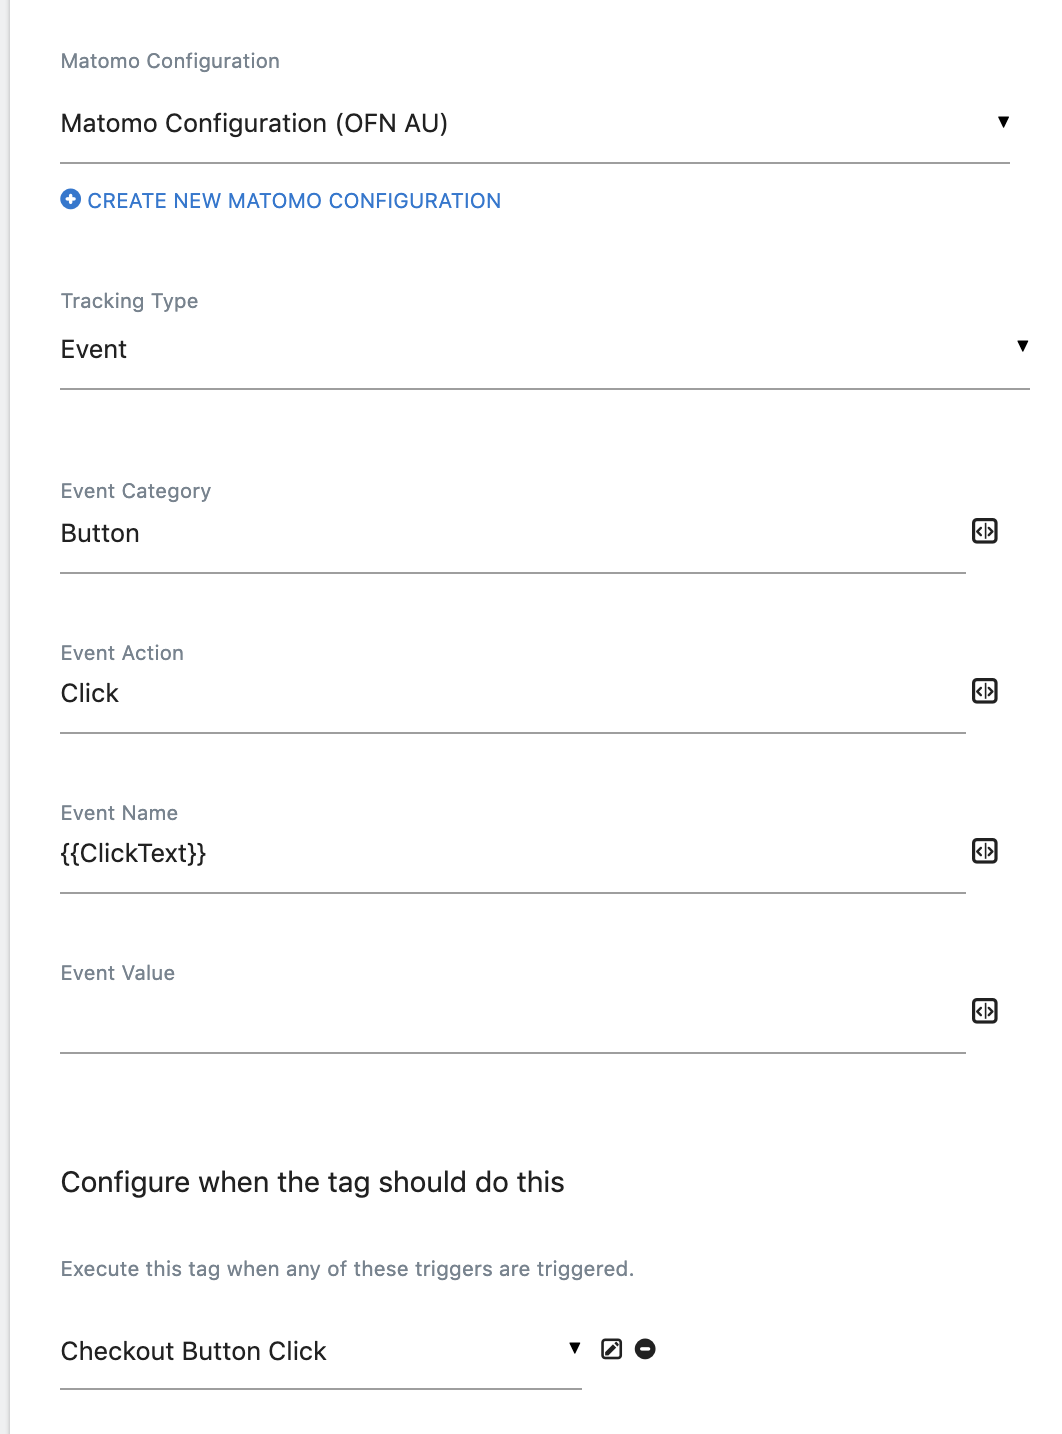 Matomo Configuration
Matomo Configuration (OFN AU)
CREATE NEW MATOMO CONFIGURATION
Tracking Type
Event
Event Category
Button
Event Action
Click
Event Name
{{ClickText}}
Event Value
Configure when the tag should do this
Execute this tag when any of these triggers are triggered.
Checkout Button Click